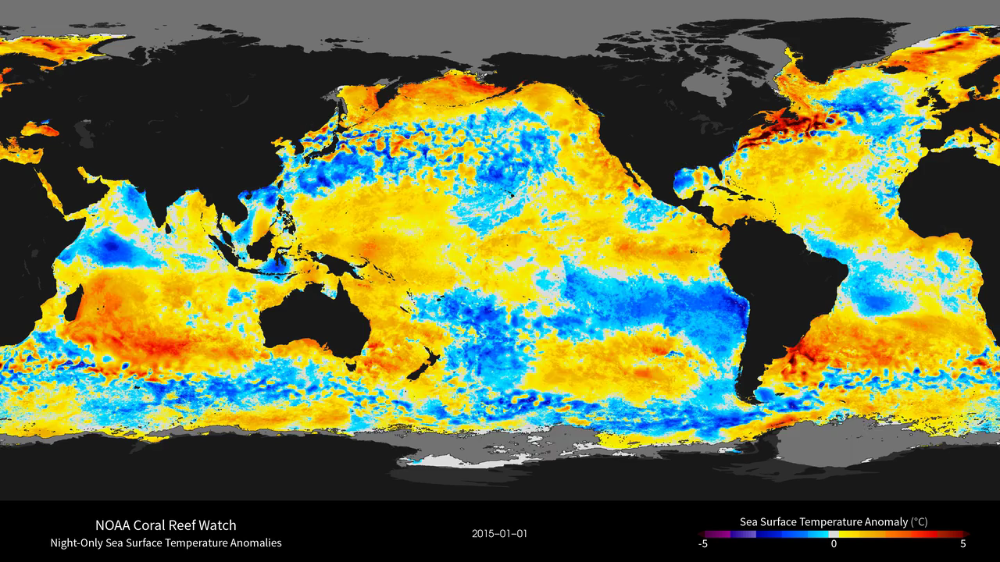 NOAA Coral Reef Watch
Night-Only Sea Surface Temperature Anomalies
2015-01-01
Sea Surface Temperature Anomaly (°C)
-5 0 5